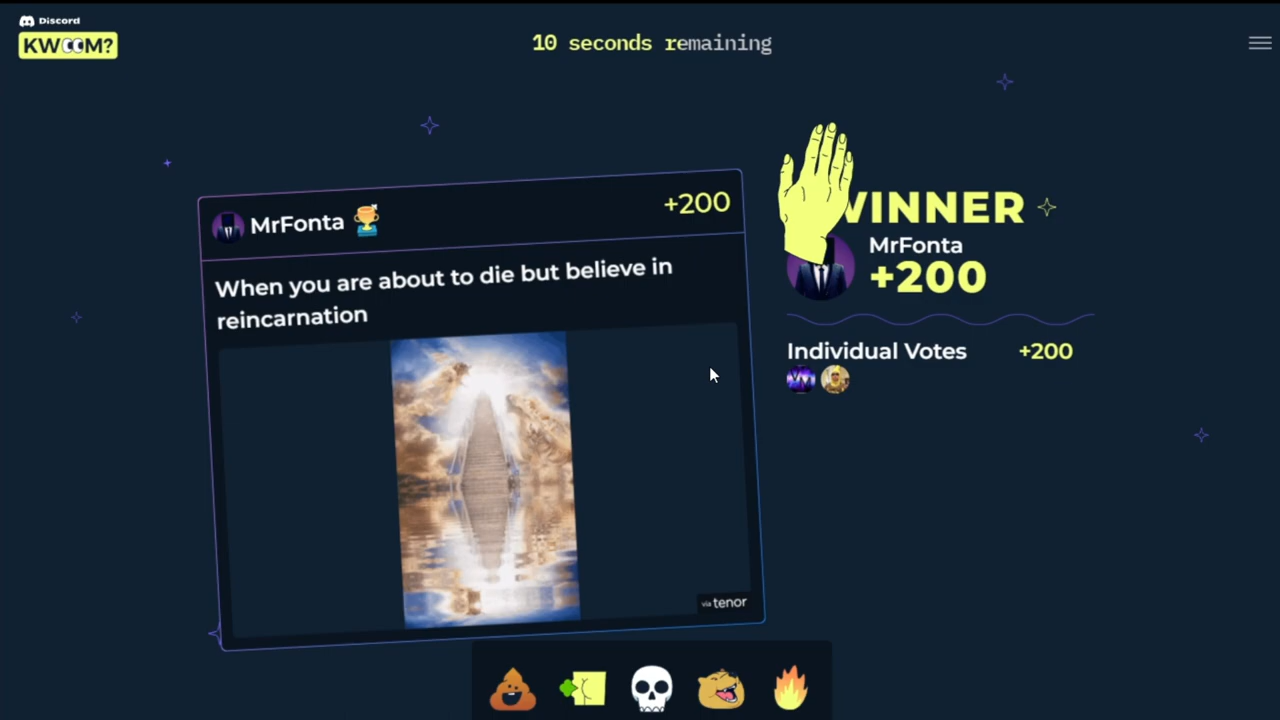 Discord
KWOOM?
10 seconds remaining
MrFonta
+200
When you are about to die but believe in
reincarnation
via tenor
WINNER
MrFonta
+200
Individual Votes +200